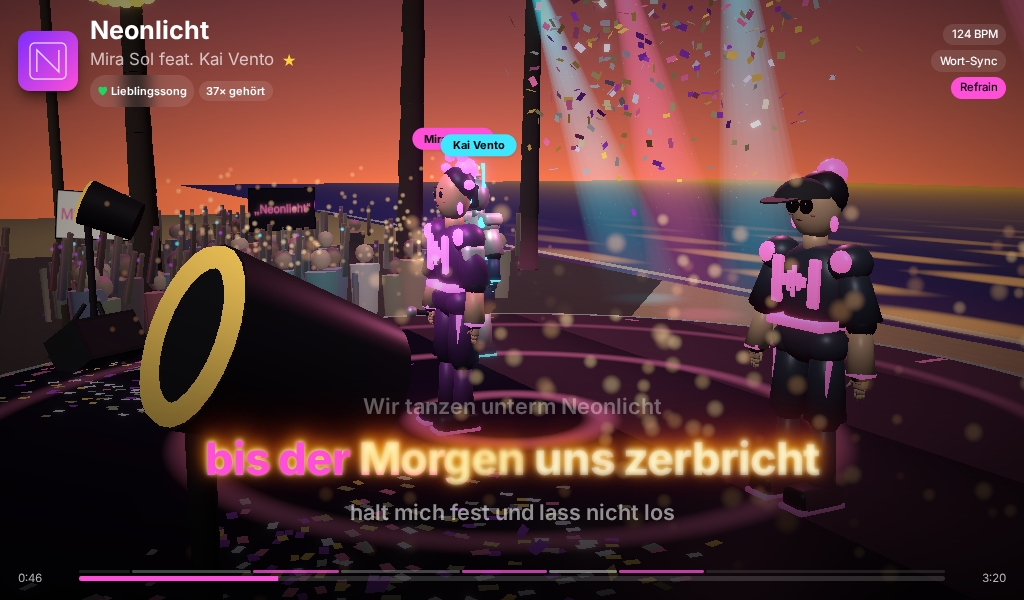 Neonlicht
Mira Sol feat. Kai Vento ★
Lieblingssong
37× gehört
124 BPM
Wort-Sync
Refrain
Kai Vento
„Neonlicht“
Wir tanzen unterm Neonlicht
bis der Morgen uns zerbricht
halt mich fest und lass nicht los
0:46
3:20